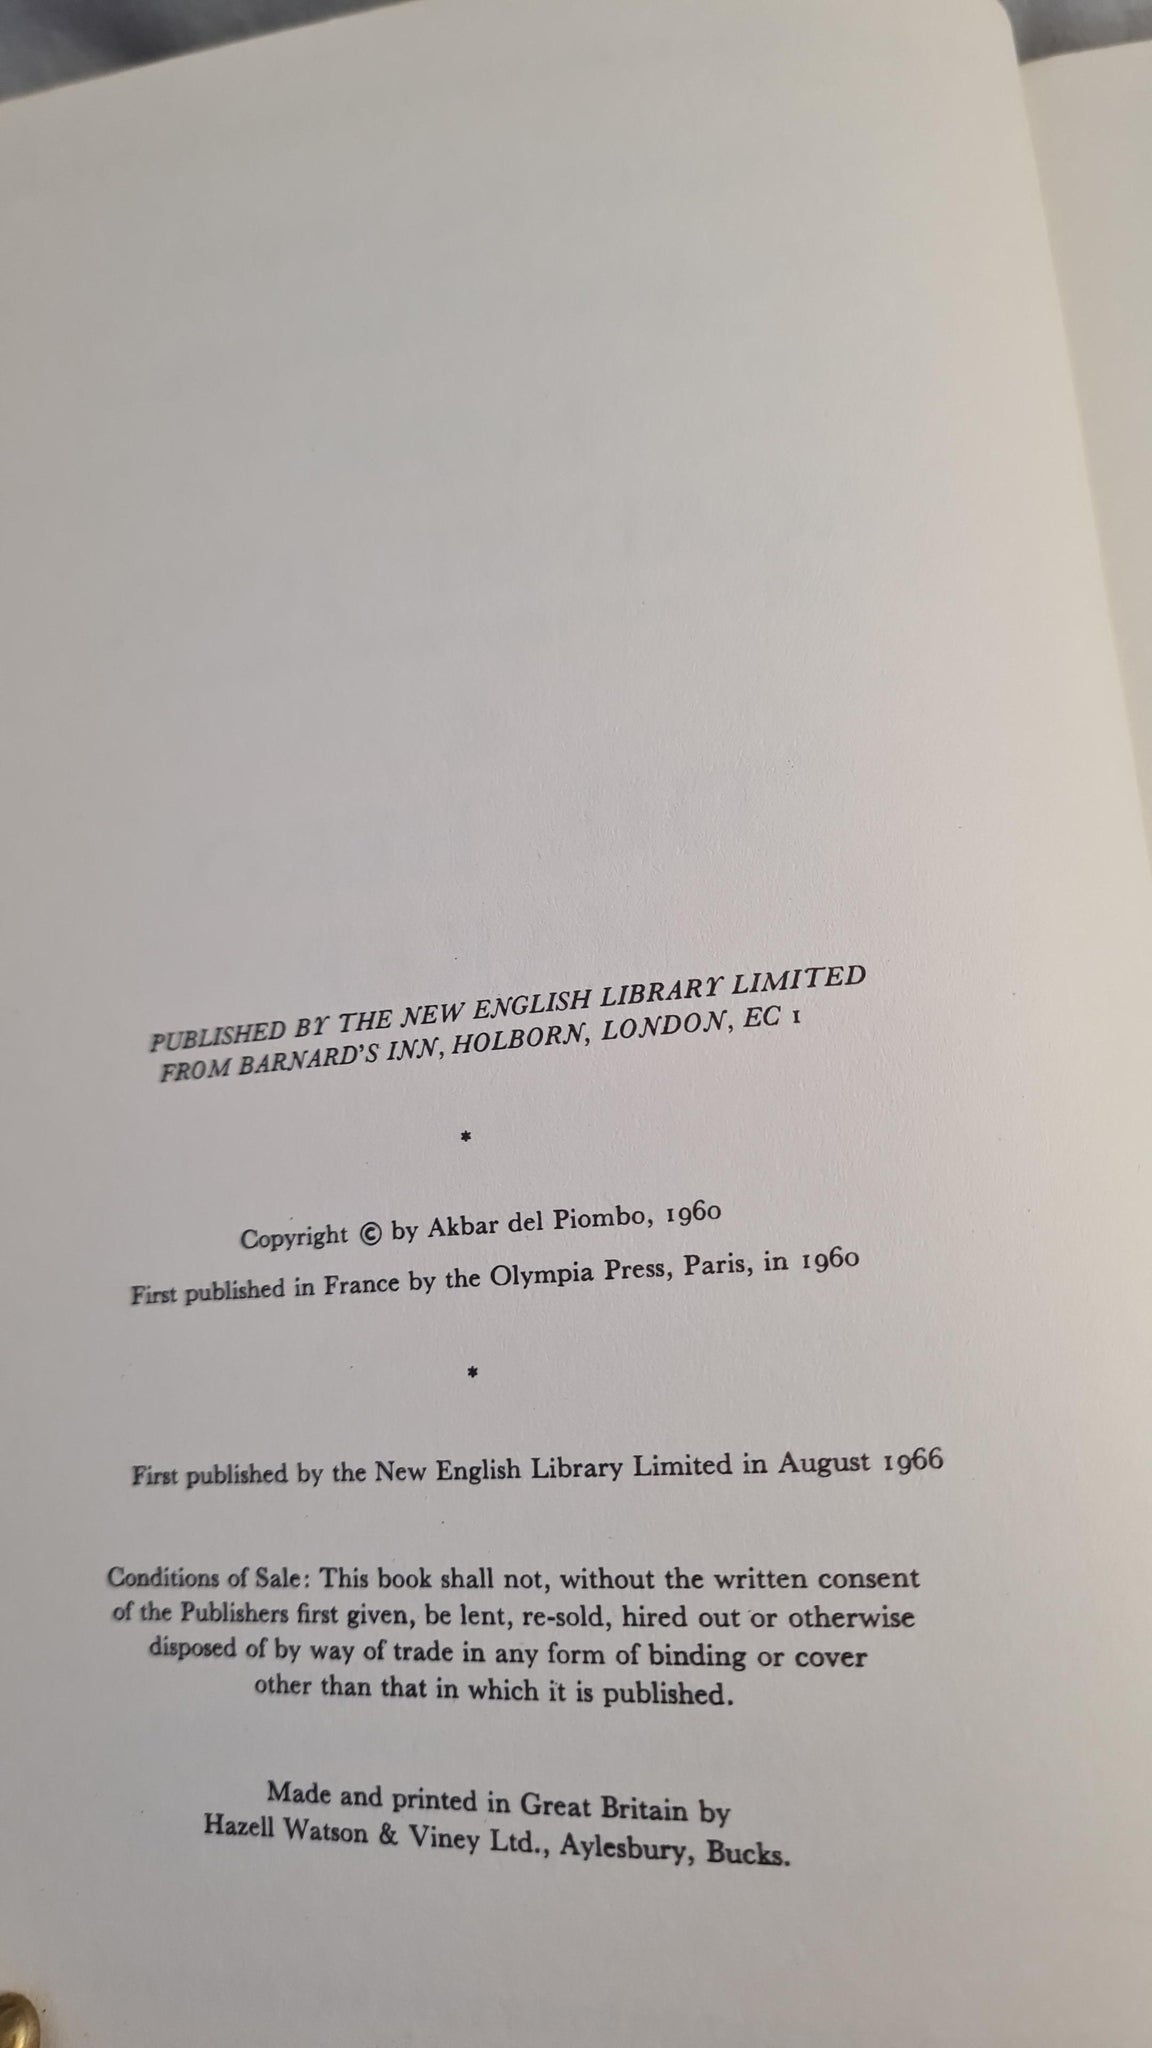 PUBLISHED BY THE NEW ENGLISH LIBRARY LIMITED
FROM BARNARD'S INN, HOLBORN, LONDON, EC 1
*
Copyright © by Akbar del Piombo, 1960
First published in France by the Olympia Press, Paris, in 1960
*
First published by the New English Library Limited in August 1966
Conditions of Sale: This book shall not, without the written consent
of the Publishers first given, be lent, re-sold, hired out or otherwise
disposed of by way of trade in any form of binding or cover
other than that in which it is published.
Made and printed in Great Britain by
Hazell Watson & Viney Ltd., Aylesbury, Bucks.